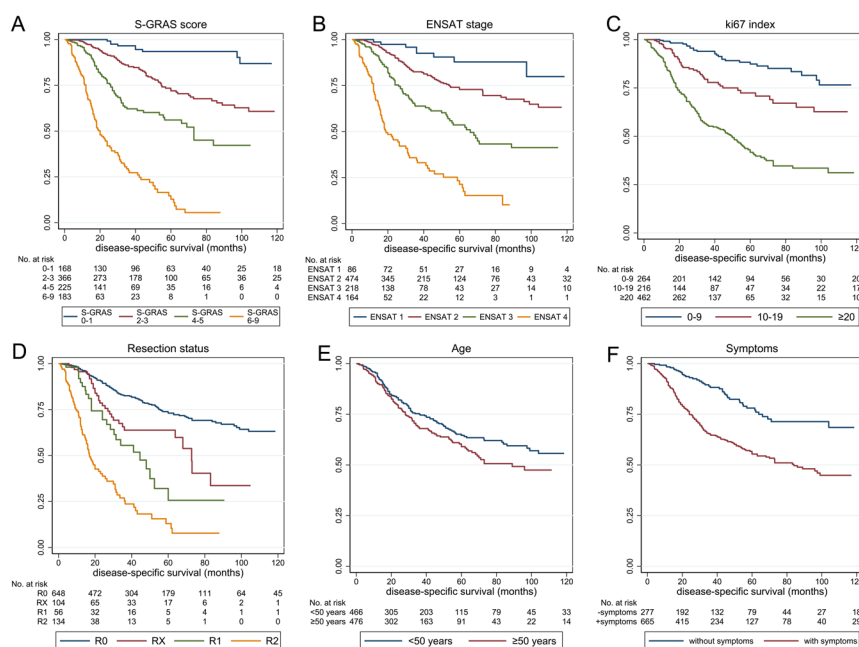 A
S-GRAS score
1.00
0.75
0.50
0.25
0.00
0 20 40 60 80 100 120
disease-specific survival (months)
No. at risk
0-1 168 130 96 63 40 25 18
2-3 366 273 178 100 65 36 25
4-5 225 141 69 35 16 6 4
6-9 183 63 23 8 1 0 0
S-GRAS 0-1 S-GRAS 2-3 S-GRAS 4-5 S-GRAS 6-9
B
ENSAT stage
1.00
0.75
0.50
0.25
0.00
0 20 40 60 80 100 120
disease-specific survival (months)
No. at risk
ENSAT 1 86 72 51 27 16 9 4
ENSAT 2 474 345 215 124 76 43 32
ENSAT 3 218 138 78 43 27 14 10
ENSAT 4 164 52 22 12 3 1 1
ENSAT 1 ENSAT 2 ENSAT 3 ENSAT 4
C
ki67 index
1.00
0.75
0.50
0.25
0.00
0 20 40 60 80 100 120
disease-specific survival (months)
No. at risk
0-9 264 201 142 94 56 30 20
10-19 216 144 87 47 34 22 17
≥20 462 262 137 65 32 15 10
0-9 10-19 ≥20
D
Resection status
1.00
0.75
0.50
0.25
0.00
0 20 40 60 80 100 120
disease-specific survival (months)
No. at risk
R0 648 472 304 179 111 64 45
RX 104 65 33 17 6 2 1
R1 56 32 16 5 4 1 1
R2 134 38 13 5 1 0 0
R0 RX R1 R2
E
Age
1.00
0.75
0.50
0.25
0.00
0 20 40 60 80 100 120
disease-specific survival (months)
No. at risk
<50 years 466 305 203 115 79 45 33
≥50 years 476 302 163 91 43 22 14
<50 years ≥50 years
F
Symptoms
1.00
0.75
0.50
0.25
0.00
0 20 40 60 80 100 120
disease-specific survival (months)
No. at risk
-symptoms 277 192 132 79 44 27 18
+symptoms 665 415 234 127 78 40 29
without symptoms with symptoms